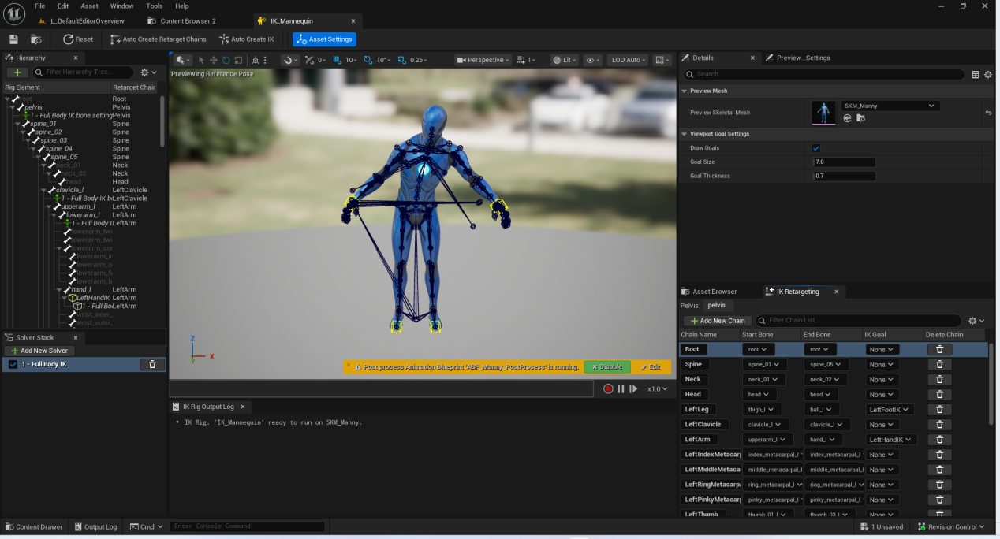 File Edit Asset Window Tools Help
L_DefaultEditorOverview Content Browser 2 IK_Mannequin
Reset Auto Create Retarget Chains Auto Create IK Asset Settings
Hierarchy
Filter Hierarchy Tree...
Rig Element Retarget Chain
root Root
pelvis Pelvis
1 - Full Body IK bone setting Pelvis
spine_01 Spine
spine_02 Spine
spine_03 Spine
spine_04 Spine
spine_05 Spine
neck_01 Neck
neck_02 Neck
head Head
clavicle_l LeftClavicle
1 - Full Body IK b LeftClavicle
upperarm_l LeftArm
lowerarm_l LeftArm
1 - Full Body I LeftArm
lowerarm_twi
lowerarm_twi
lowerarm_cor
lowerarm_in
lowerarm_o
lowerarm_f
lowerarm_b
hand_l LeftArm
LeftHandIK LeftArm
1 - Full Bo LeftArm
wrist_inner_
wrist_outer_
Solver Stack
Add New Solver
1 - Full Body IK
0 10 10° 0.25 Perspective 1 Lit LOD Auto
Previewing Reference Pose
Z
X
Y
Post process Animation Blueprint 'ABP_Manny_PostProcess' is running. Disable Edit
x1.0
IK Rig Output Log
• IK Rig, 'IK_Mannequin' ready to run on SKM_Manny.
Details Preview...Settings
Search
Preview Mesh
Preview Skeletal Mesh SKM_Manny
Viewport Goal Settings
Draw Goals
Goal Size 7.0
Goal Thickness 0.7
Asset Browser IK Retargeting
Pelvis: pelvis
Add New Chain Filter Chain List...
Chain Name Start Bone End Bone IK Goal Delete Chain
Root root root None
Spine spine_01 spine_05 None
Neck neck_01 neck_02 None
Head head head None
LeftLeg thigh_l ball_l LeftFootIK
LeftClavicle clavicle_l clavicle_l None
LeftArm upperarm_l hand_l LeftHandIK
LeftIndexMetacar index_metacarpal_l index_metacarpal_l None
LeftMiddleMetaca middle_metacarpal_l middle_metacarpal_l None
LeftRingMetacarp ring_metacarpal_l ring_metacarpal_l None
LeftPinkyMetacar pinky_metacarpal_l pinky_metacarpal_l None
LeftThumb thumb_01_l thumb_03_l None
Content Drawer Output Log Cmd Enter Console Command 1 Unsaved Revision Control